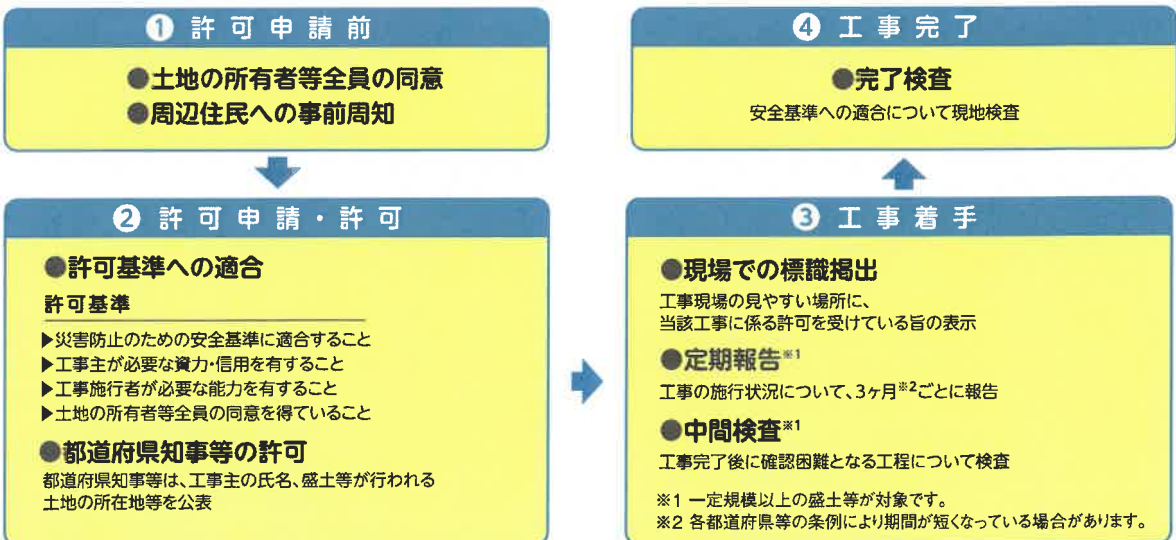 ❶ 許可申請前
●土地の所有者等全員の同意
●周辺住民への事前周知
❷ 許可申請・許可
●許可基準への適合
許可基準
▶災害防止のための安全基準に適合すること
▶工事主が必要な資力・信用を有すること
▶工事施行者が必要な能力を有すること
▶土地の所有者等全員の同意を得ていること
●都道府県知事等の許可
都道府県知事等は、工事主の氏名、盛土等が行われる
土地の所在地等を公表
❸ 工事着手
●現場での標識掲出
工事現場の見やすい場所に、
当該工事に係る許可を受けている旨の表示
●定期報告※1
工事の施行状況について、3ヶ月※2ごとに報告
●中間検査※1
工事完了後に確認困難となる工程について検査
※1 一定規模以上の盛土等が対象です。
※2 各都道府県等の条例により期間が短くなっている場合があります。
❹ 工事完了
●完了検査
安全基準への適合について現地検査